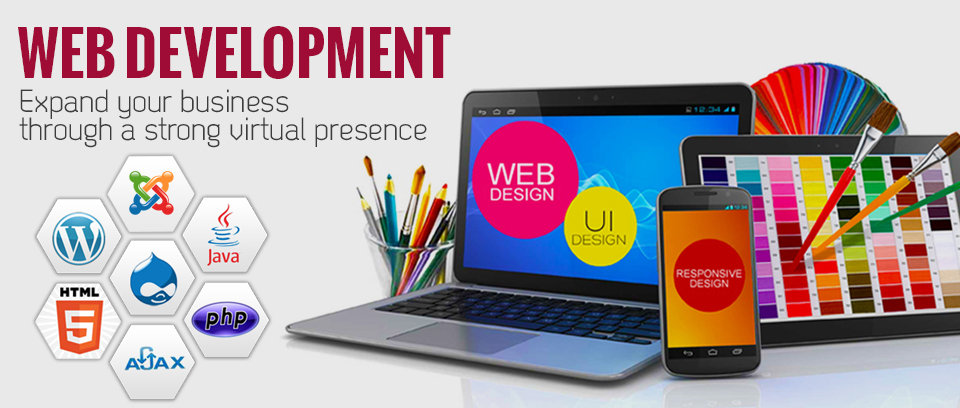 WEB DEVELOPMENT
Expand your business
through a strong virtual presence
Java
HTML
5
php
AJAX
12:34
WEB
DESIGN
UI
DESIGN
RESPONSIVE
DESIGN